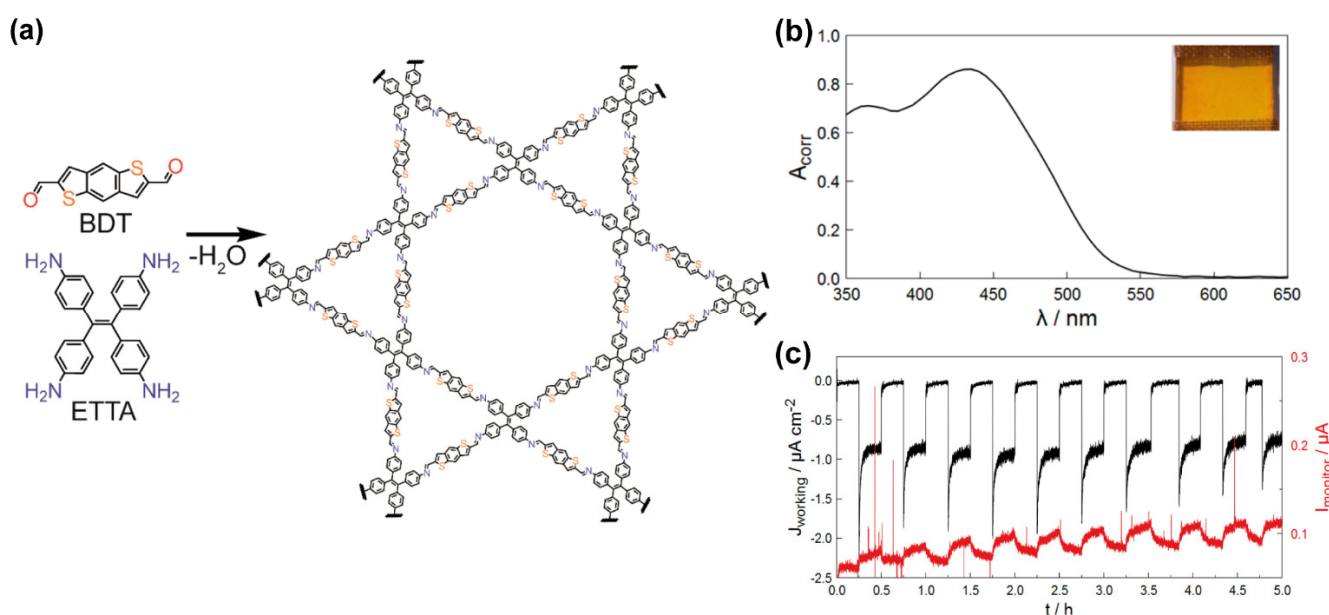 (a)
O
S
S
O
BDT
H₂N
NH₂
-H₂O
H₂N
NH₂
ETTA
(b)
A_corr
1.0
0.8
0.6
0.4
0.2
0.0
350 400 450 500 550 600 650
λ / nm
(c)
J_working / µA cm⁻²
0.0
-0.5
-1.0
-1.5
-2.0
-2.5
0.3
0.2
0.1
0
I_monitor / µA
0.0 0.5 1.0 1.5 2.0 2.5 3.0 3.5 4.0 4.5 5.0
t / h